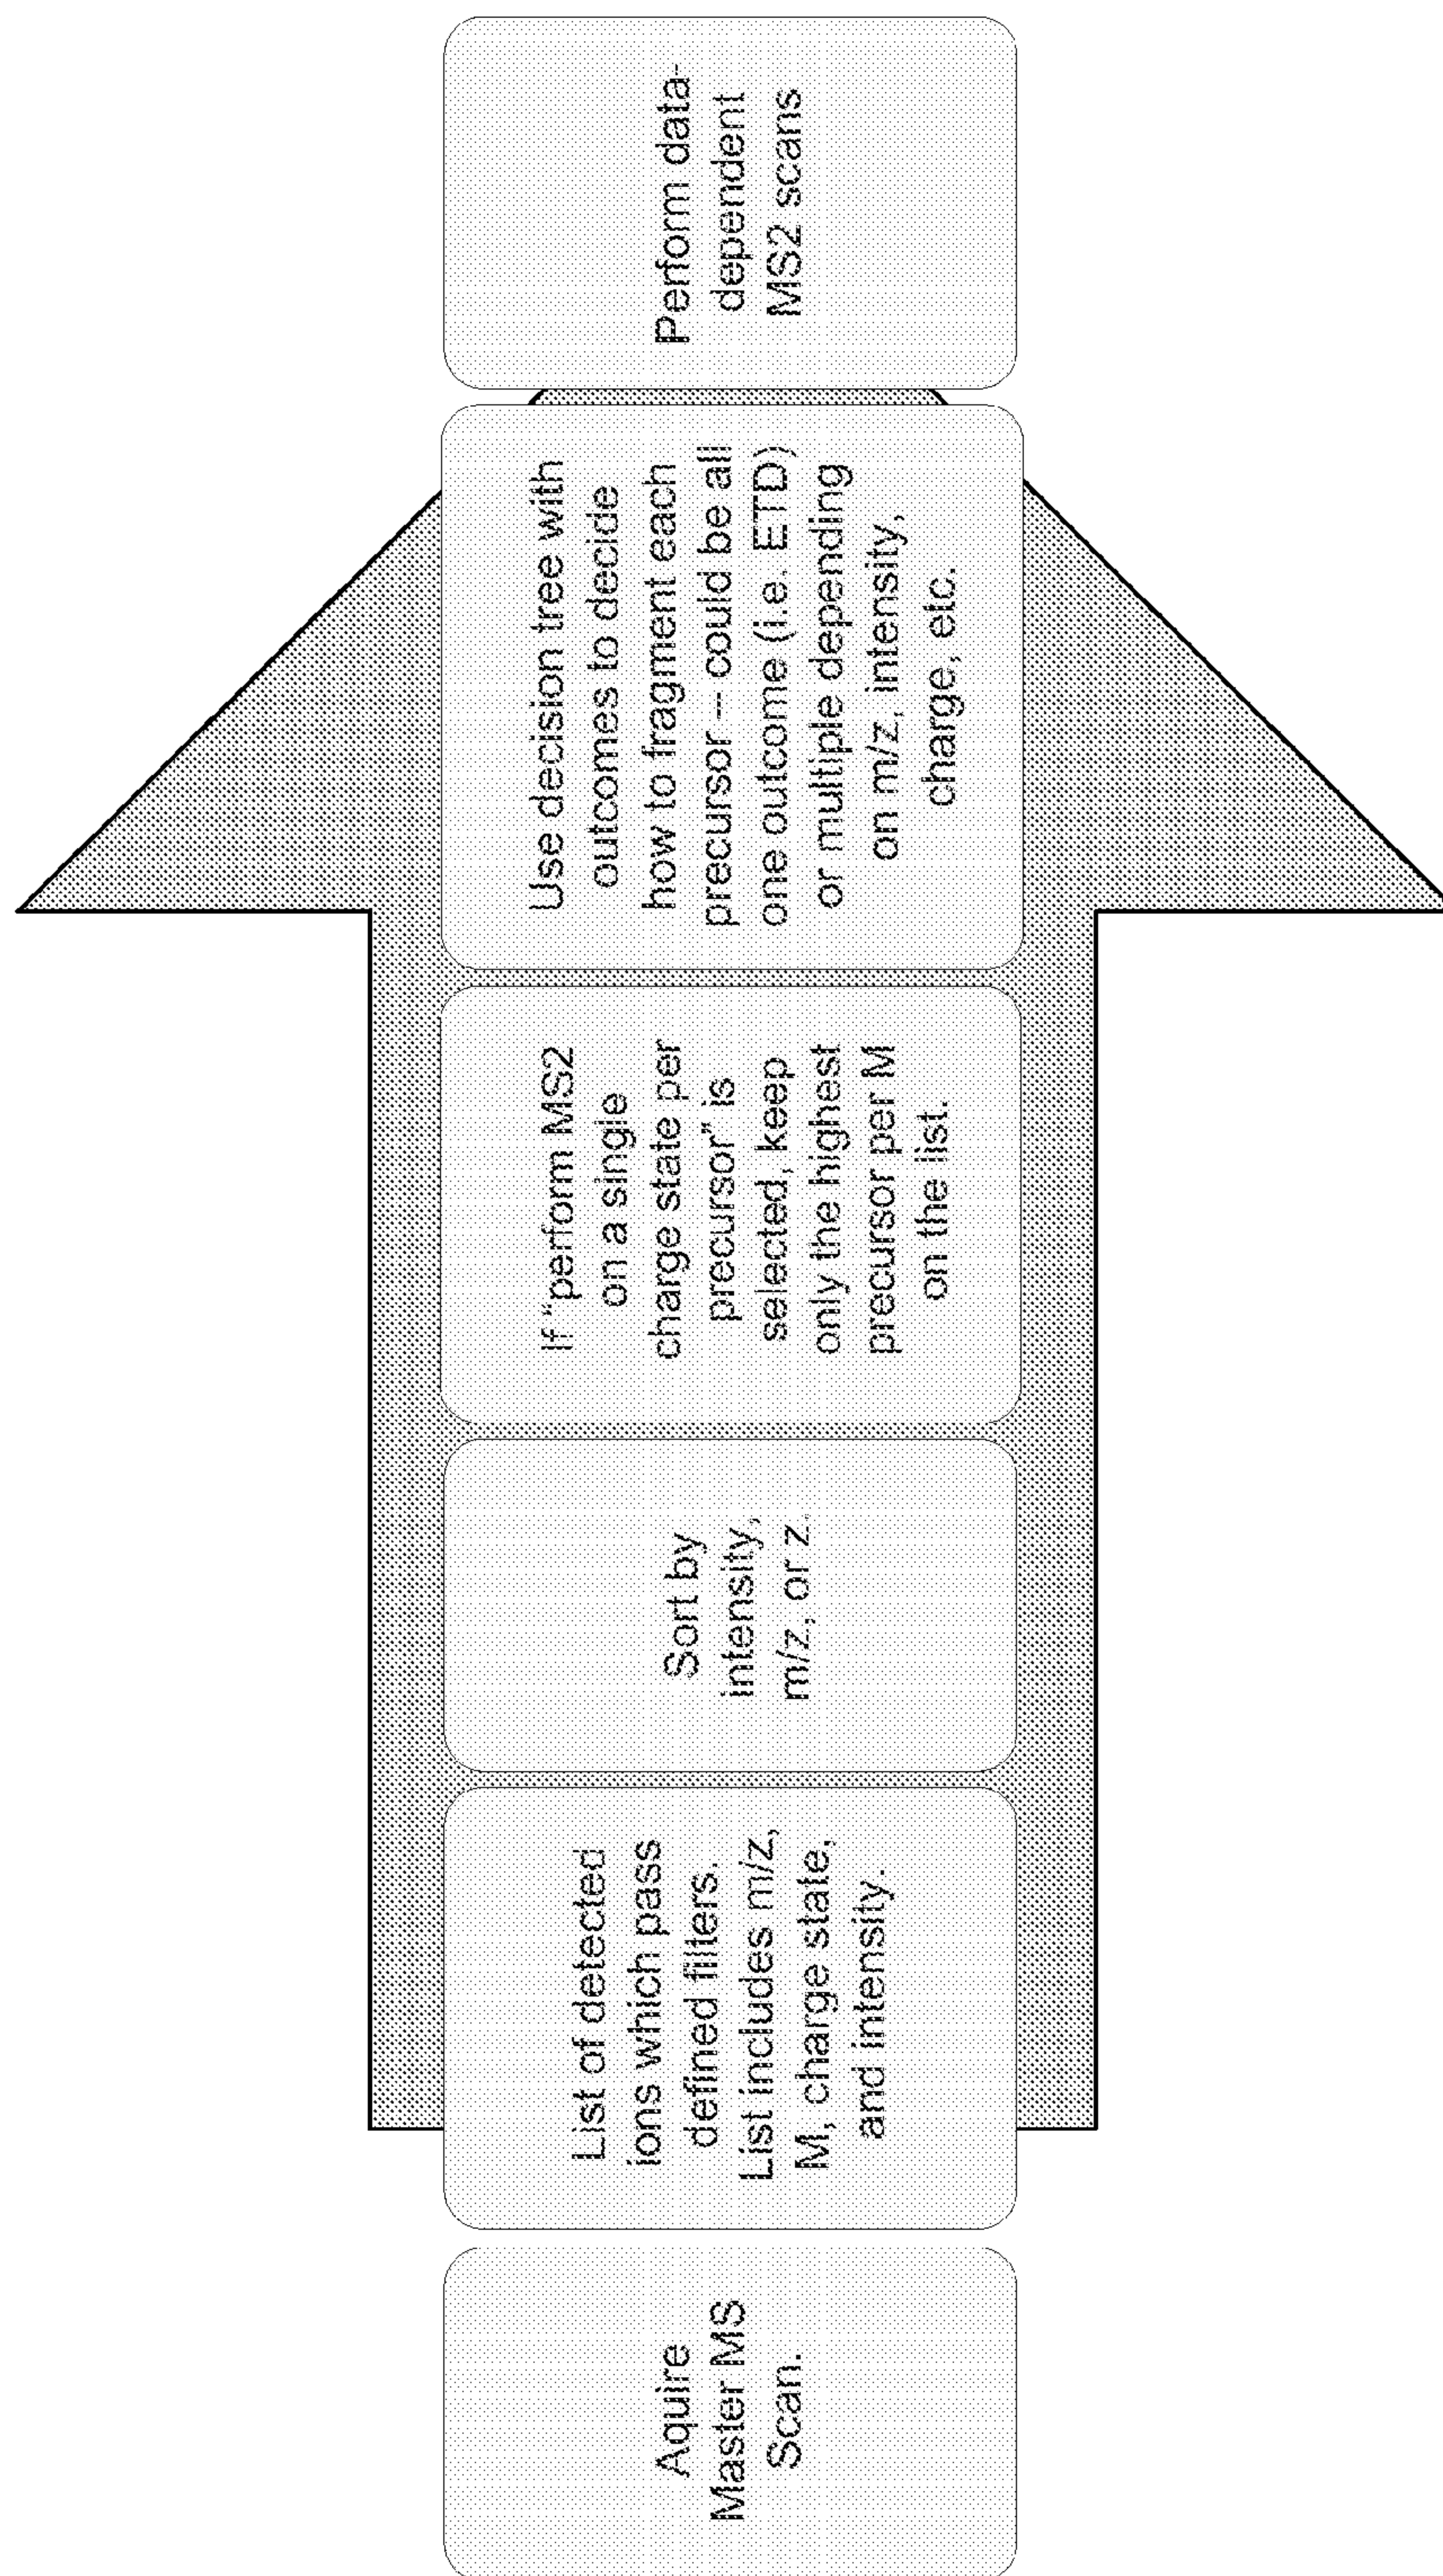 Aquire
Master MS
Scan.
List of detected
ions which pass
defined filters.
List includes m/z,
M, charge state,
and intensity.
Sort by
intensity,
m/z, or z.
If “perform MS2
on a single
charge state per
precursor” is
selected, keep
only the highest
precursor per M
on the list.
Use decision tree with
outcomes to decide
how to fragment each
precursor -- could be all
one outcome (i.e. ETD)
or multiple depending
on m/z, intensity,
charge, etc.
Perform data-
dependent
MS2 scans